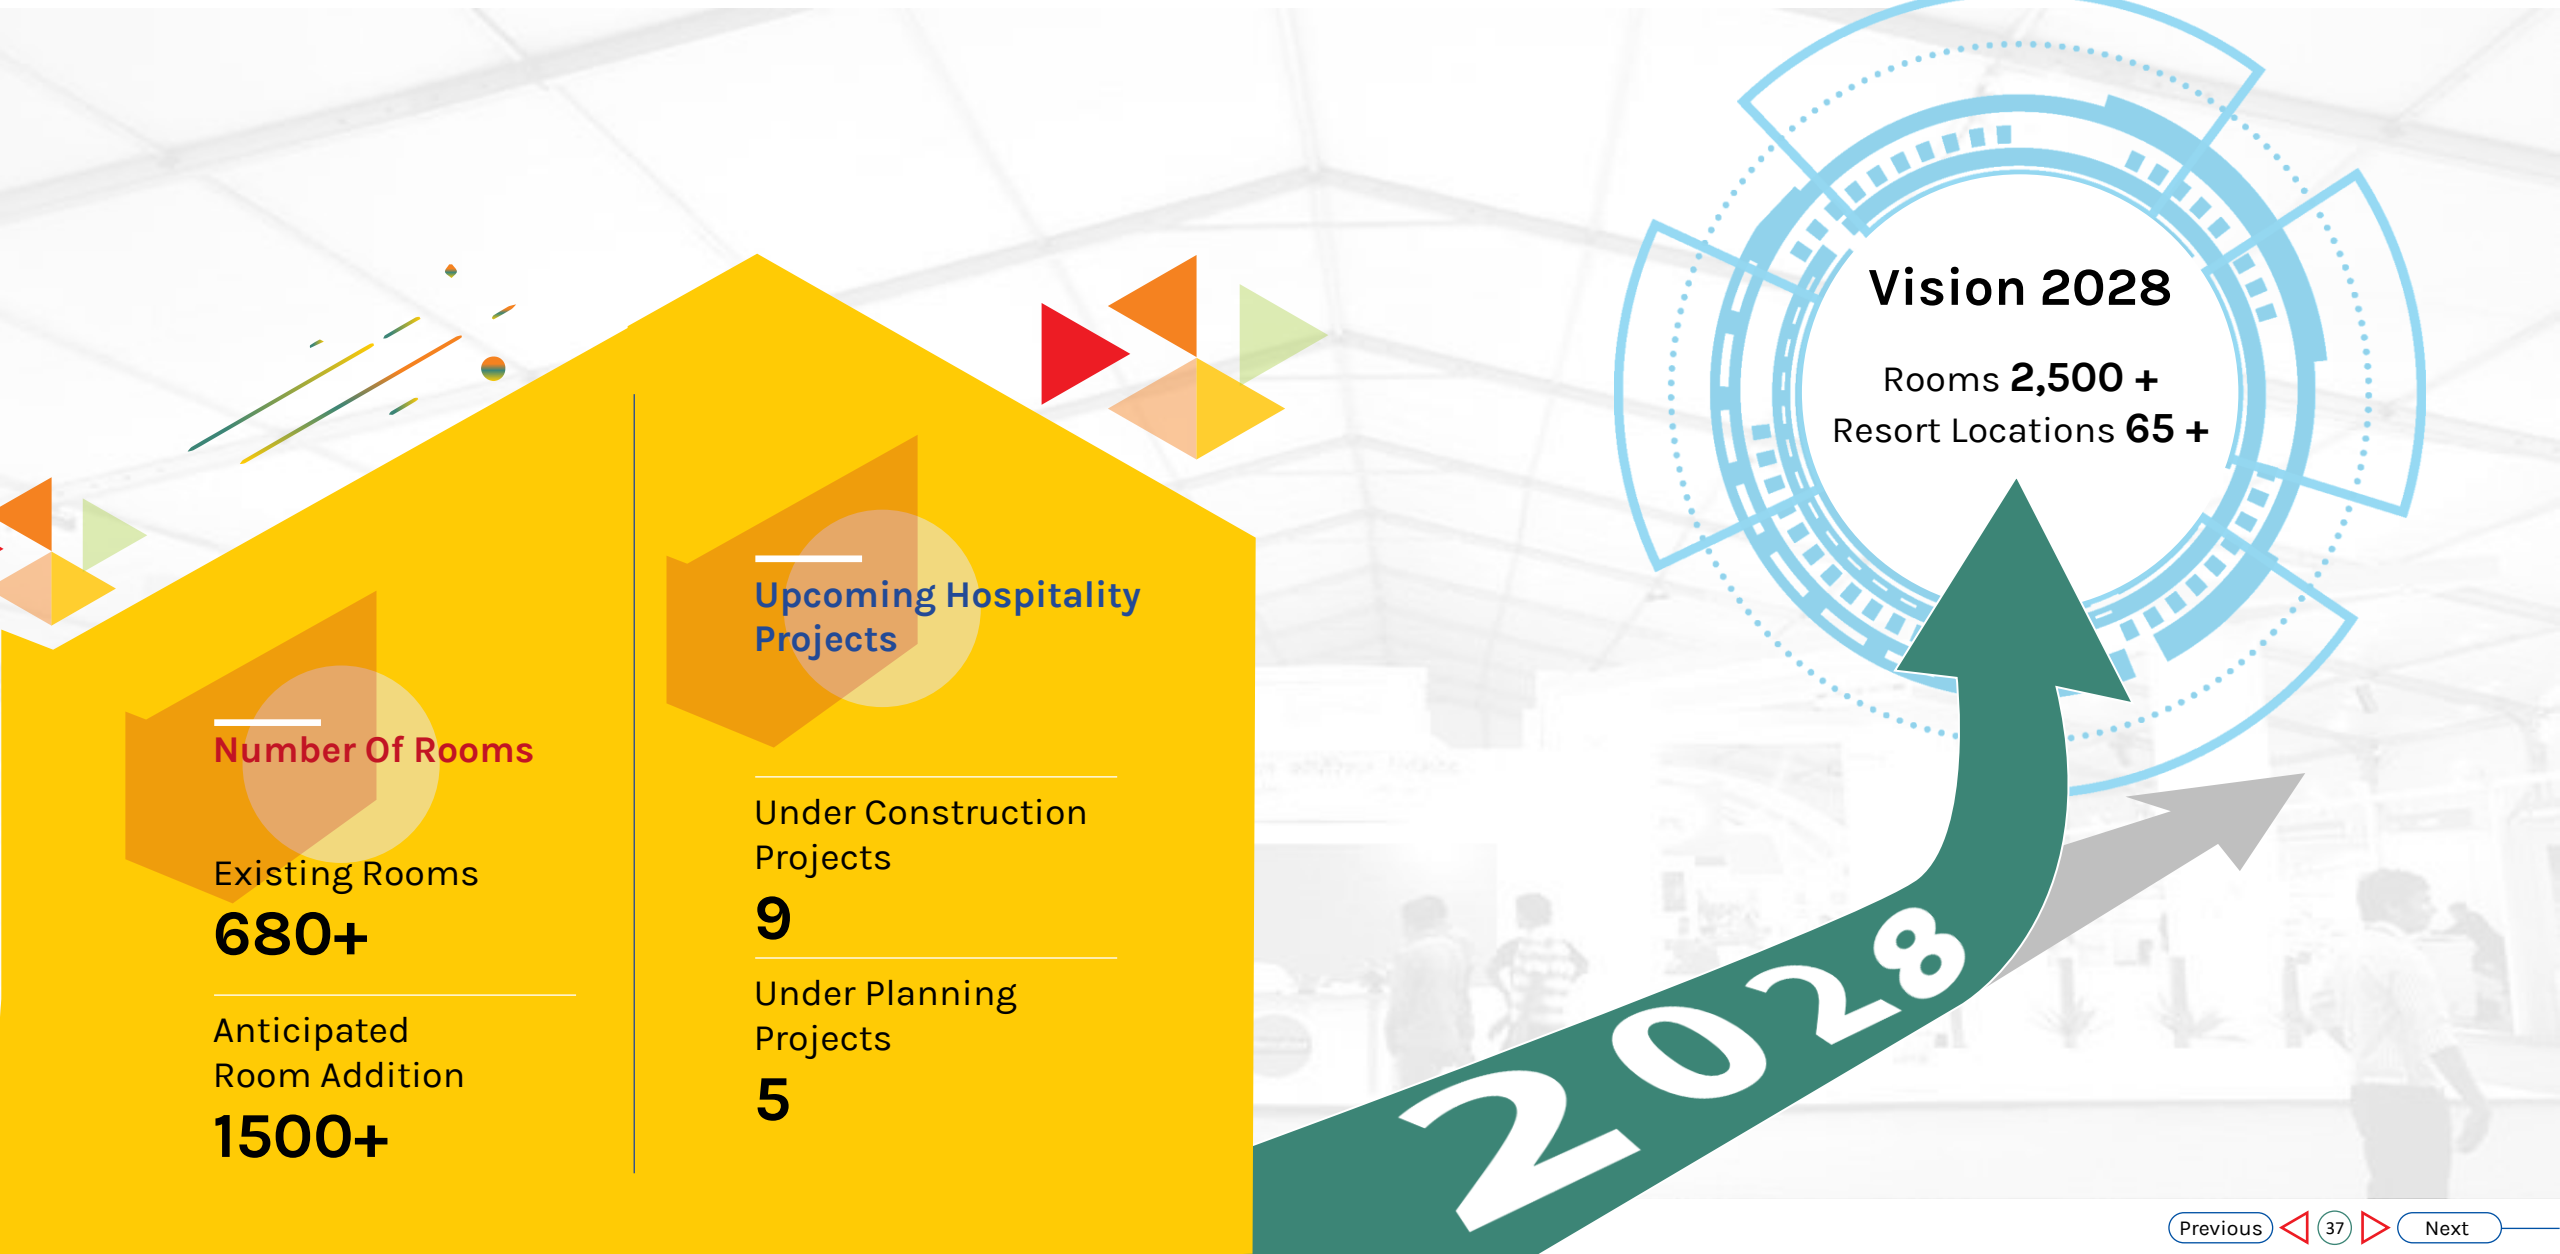 Number Of Rooms
Existing Rooms
680+
Anticipated
Room Addition
1500+
Upcoming Hospitality
Projects
Under Construction
Projects
9
Under Planning
Projects
5
Vision 2028
Rooms 2,500 +
Resort Locations 65 +
2028
Previous 37 Next